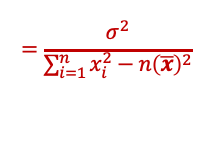 = σ² / (∑ᵢ₌₁ⁿ xᵢ² − n(x̄)²)